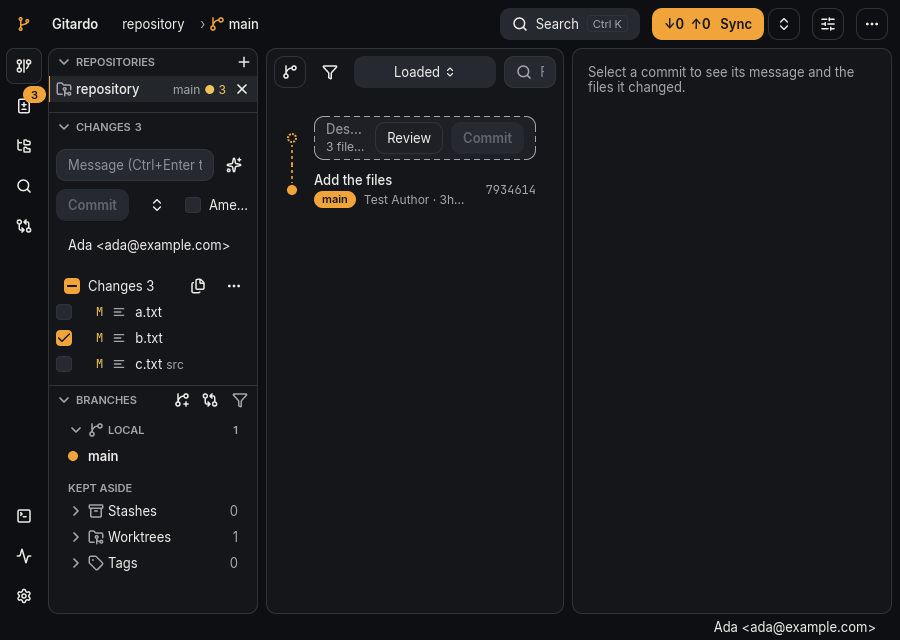 Gitardo repository › main Search Ctrl K ↓0 ↑0 Sync
REPOSITORIES
repository main 3
3
CHANGES 3
Message (Ctrl+Enter t
Commit Ame...
Ada <ada@example.com>
Changes 3
M a.txt
M b.txt
M c.txt src
BRANCHES
LOCAL 1
main
KEPT ASIDE
Stashes 0
Worktrees 1
Tags 0
Loaded
Des...
3 file...
Review Commit
Add the files
main Test Author · 3h...
7934614
Select a commit to see its message and the
files it changed.
Ada <ada@example.com>